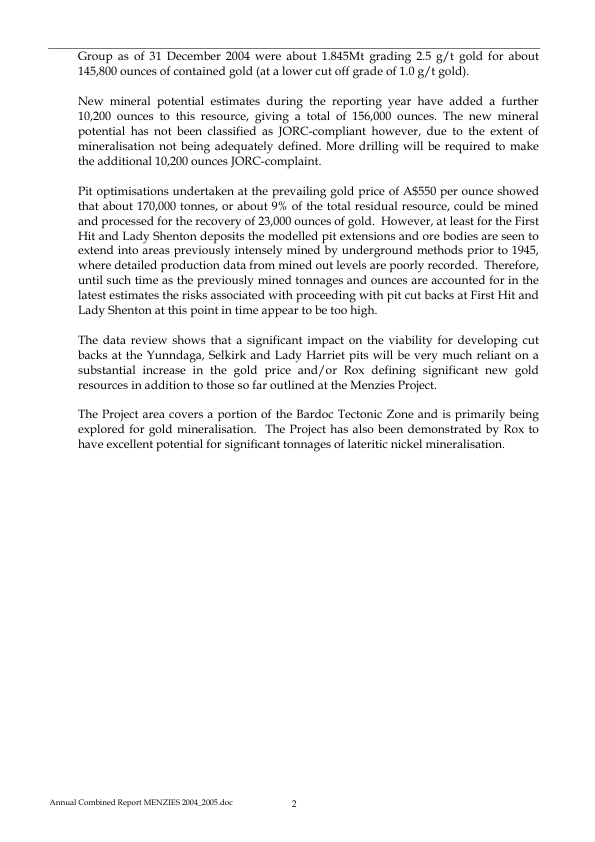 Group as of 31 December 2004 were about 1.845Mt grading 2.5 g/t gold for about
145,800 ounces of contained gold (at a lower cut off grade of 1.0 g/t gold).
New mineral potential estimates during the reporting year have added a further
10,200 ounces to this resource, giving a total of 156,000 ounces. The new mineral
potential has not been classified as JORC-compliant however, due to the extent of
mineralisation not being adequately defined. More drilling will be required to make
the additional 10,200 ounces JORC-complaint.
Pit optimisations undertaken at the prevailing gold price of A$550 per ounce showed
that about 170,000 tonnes, or about 9% of the total residual resource, could be mined
and processed for the recovery of 23,000 ounces of gold. However, at least for the First
Hit and Lady Shenton deposits the modelled pit extensions and ore bodies are seen to
extend into areas previously intensely mined by underground methods prior to 1945,
where detailed production data from mined out levels are poorly recorded. Therefore,
until such time as the previously mined tonnages and ounces are accounted for in the
latest estimates the risks associated with proceeding with pit cut backs at First Hit and
Lady Shenton at this point in time appear to be too high.
The data review shows that a significant impact on the viability for developing cut
backs at the Yunndaga, Selkirk and Lady Harriet pits will be very much reliant on a
substantial increase in the gold price and/or Rox defining significant new gold
resources in addition to those so far outlined at the Menzies Project.
The Project area covers a portion of the Bardoc Tectonic Zone and is primarily being
explored for gold mineralisation. The Project has also been demonstrated by Rox to
have excellent potential for significant tonnages of lateritic nickel mineralisation.
Annual Combined Report MENZIES 2004_2005.doc
2